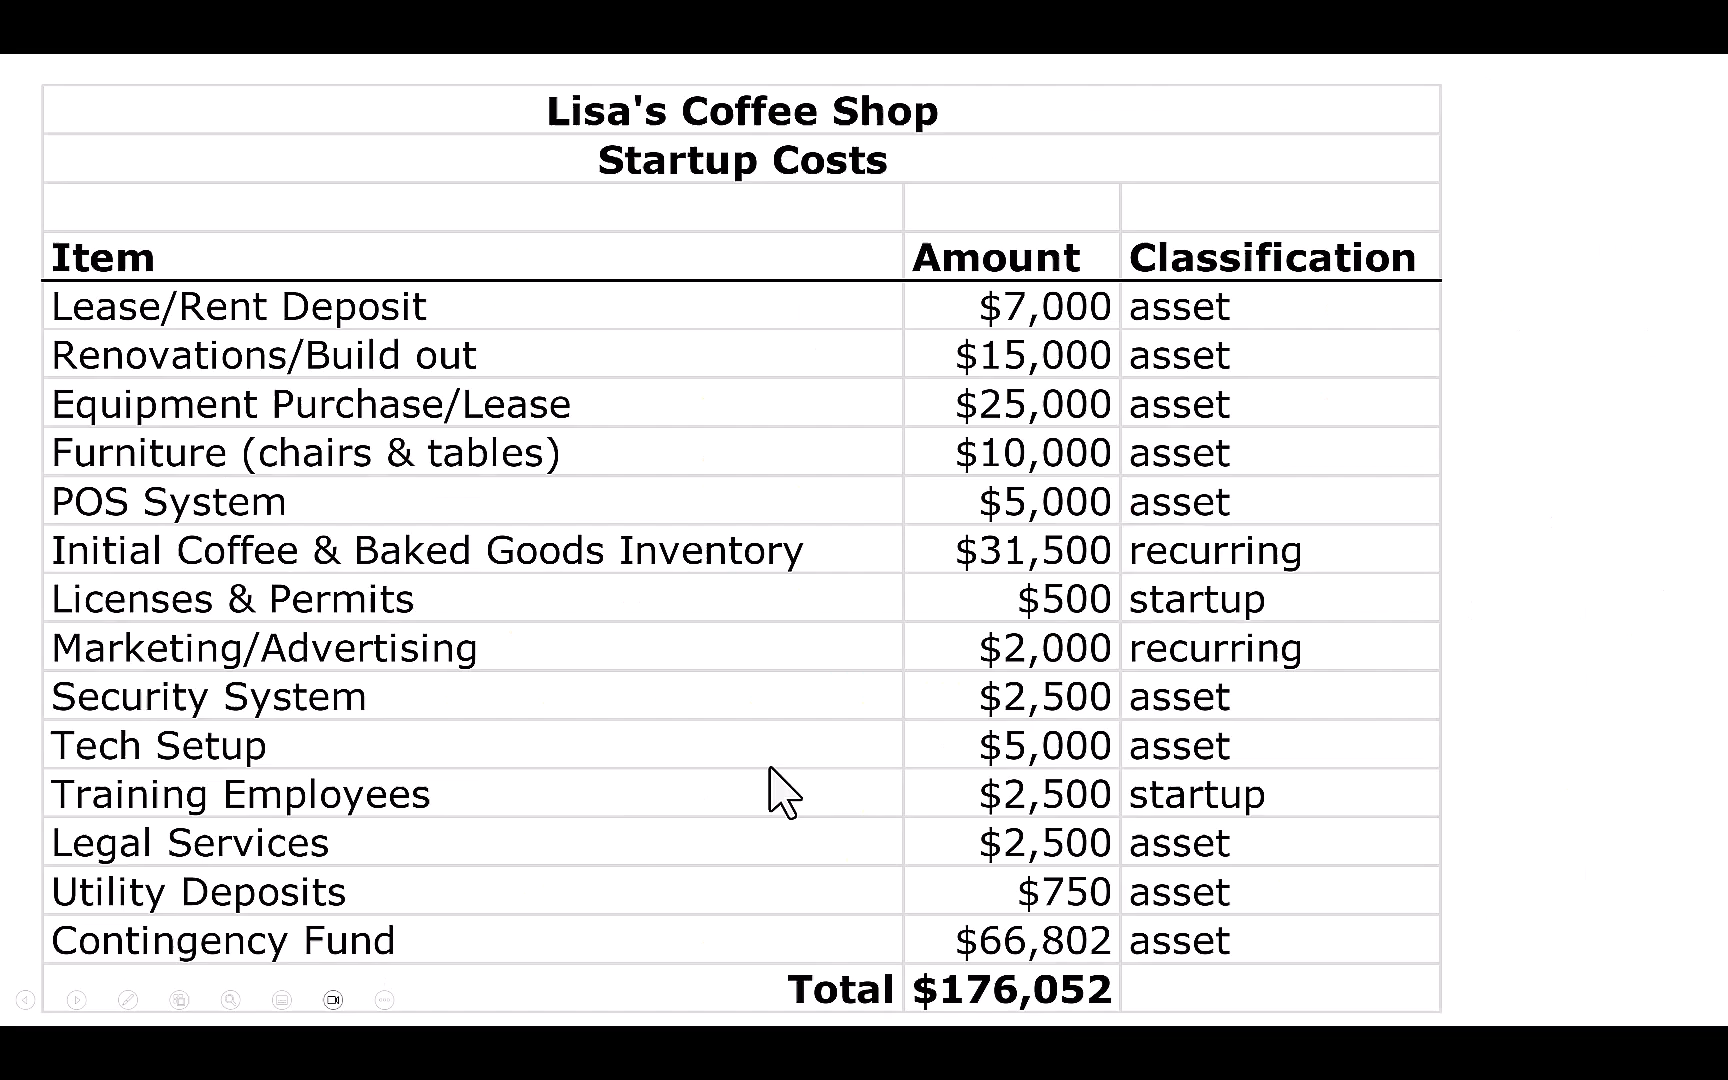 Lisa's Coffee Shop
Startup Costs
Item Amount Classification
Lease/Rent Deposit $7,000 asset
Renovations/Build out $15,000 asset
Equipment Purchase/Lease $25,000 asset
Furniture (chairs & tables) $10,000 asset
POS System $5,000 asset
Initial Coffee & Baked Goods Inventory $31,500 recurring
Licenses & Permits $500 startup
Marketing/Advertising $2,000 recurring
Security System $2,500 asset
Tech Setup $5,000 asset
Training Employees $2,500 startup
Legal Services $2,500 asset
Utility Deposits $750 asset
Contingency Fund $66,802 asset
Total $176,052